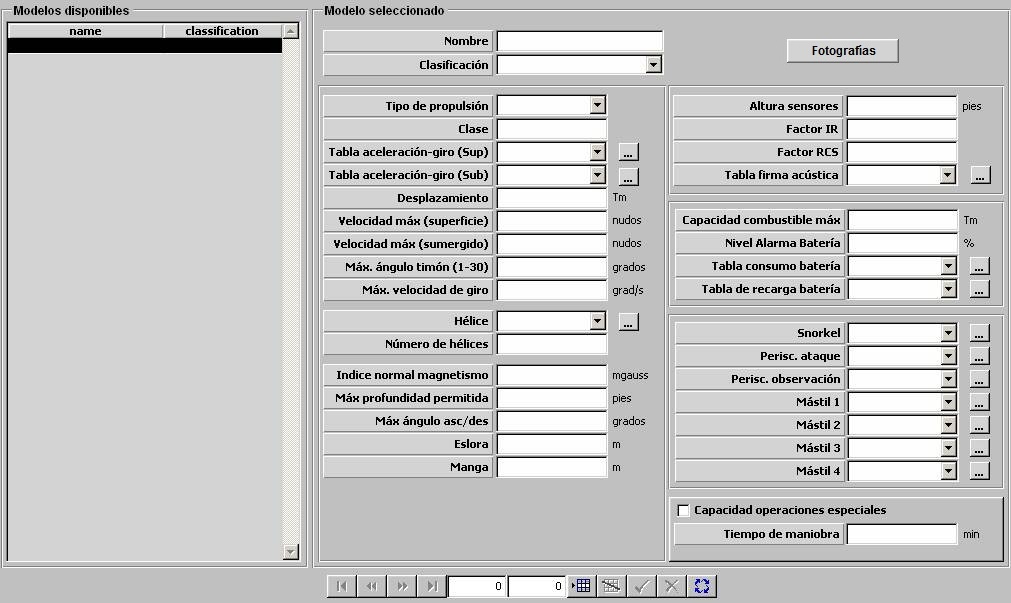 Modelos disponibles
name classification
Modelo seleccionado
Nombre
Clasificación
Fotografías
Tipo de propulsión
Clase
Tabla aceleración-giro (Sup) ...
Tabla aceleración-giro (Sub) ...
Desplazamiento Tm
Velocidad máx (superficie) nudos
Velocidad máx (sumergido) nudos
Máx. ángulo timón (1-30) grados
Máx. velocidad de giro grad/s
Hélice ...
Número de hélices
Indice normal magnetismo mgauss
Máx profundidad permitida pies
Máx ángulo asc/des grados
Eslora m
Manga m
Altura sensores pies
Factor IR
Factor RCS
Tabla firma acústica ...
Capacidad combustible máx Tm
Nivel Alarma Batería %
Tabla consumo batería ...
Tabla de recarga batería ...
Snorkel ...
Perisc. ataque ...
Perisc. observación ...
Mástil 1 ...
Mástil 2 ...
Mástil 3 ...
Mástil 4 ...
Capacidad operaciones especiales
Tiempo de maniobra min
0 0